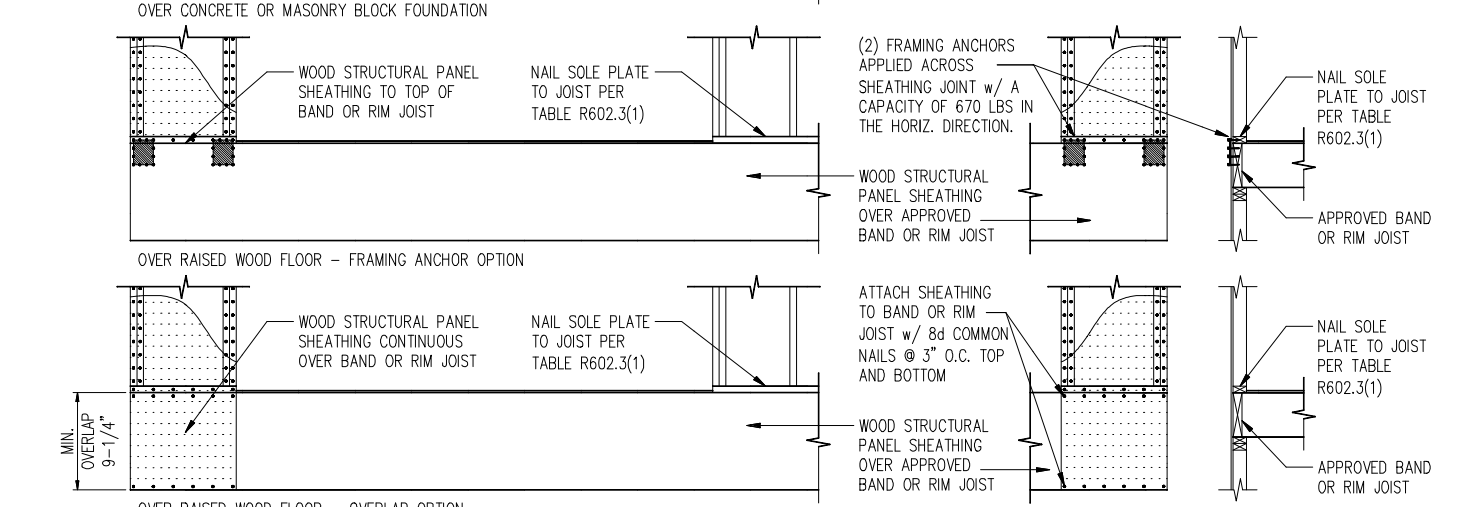 OVER CONCRETE OR MASONRY BLOCK FOUNDATION
WOOD STRUCTURAL PANEL
SHEATHING TO TOP OF
BAND OR RIM JOIST
NAIL SOLE PLATE
TO JOIST PER
TABLE R602.3(1)
(2) FRAMING ANCHORS
APPLIED ACROSS
SHEATHING JOINT w/ A
CAPACITY OF 670 LBS IN
THE HORIZ. DIRECTION.
NAIL SOLE
PLATE TO JOIST
PER TABLE
R602.3(1)
WOOD STRUCTURAL
PANEL SHEATHING
OVER APPROVED
BAND OR RIM JOIST
APPROVED BAND
OR RIM JOIST
OVER RAISED WOOD FLOOR – FRAMING ANCHOR OPTION
WOOD STRUCTURAL PANEL
SHEATHING CONTINUOUS
OVER BAND OR RIM JOIST
NAIL SOLE PLATE
TO JOIST PER
TABLE R602.3(1)
ATTACH SHEATHING
TO BAND OR RIM
JOIST w/ 8d COMMON
NAILS @ 3" O.C. TOP
AND BOTTOM
NAIL SOLE
PLATE TO JOIST
PER TABLE
R602.3(1)
MIN.
OVERLAP
9-1/4"
WOOD STRUCTURAL
PANEL SHEATHING
OVER APPROVED
BAND OR RIM JOIST
APPROVED BAND
OR RIM JOIST
OVER RAISED WOOD FLOOR – OVERLAP OPTION